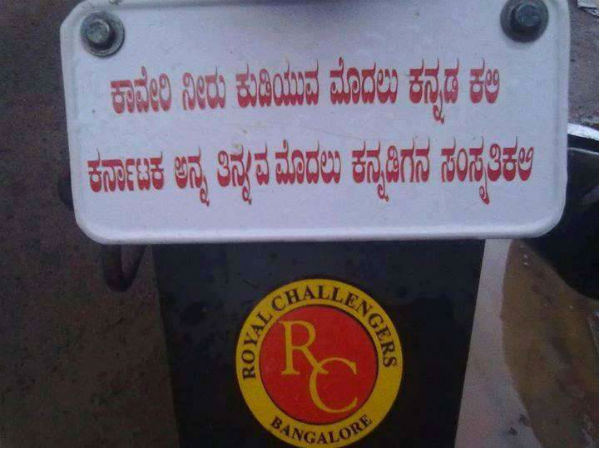 ಕಾವೇರಿ ನೀರು ಕುಡಿಯುವ ಮೊದಲು ಕನ್ನಡ ಕಲಿ
ಕರ್ನಾಟಕ ಅನ್ನ ತಿನ್ನುವ ಮೊದಲು ಕನ್ನಡಿಗನ ಸಂಸ್ಕೃತಿಕಲಿ
ROYAL CHALLENGERS
RC
BANGALORE